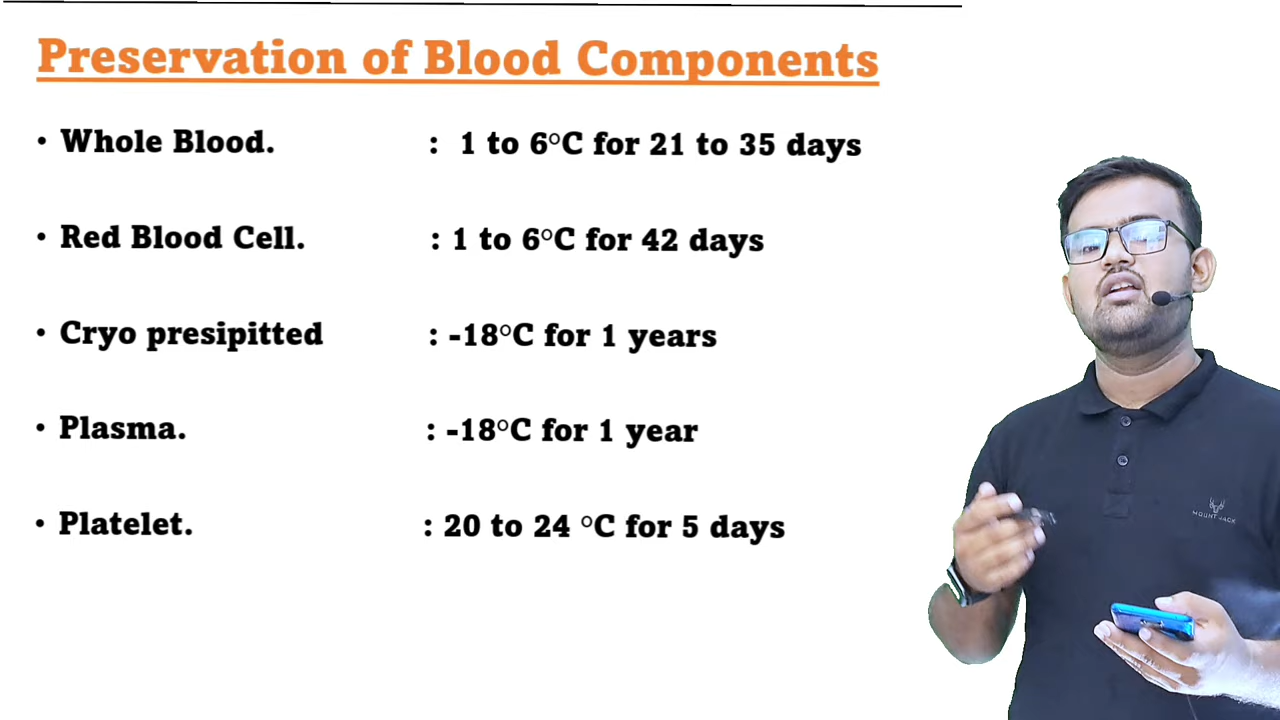 Preservation of Blood Components
• Whole Blood. : 1 to 6°C for 21 to 35 days
• Red Blood Cell. : 1 to 6°C for 42 days
• Cryo presipitted : -18°C for 1 years
• Plasma. : -18°C for 1 year
• Platelet. : 20 to 24 °C for 5 days
MOUNT JACK